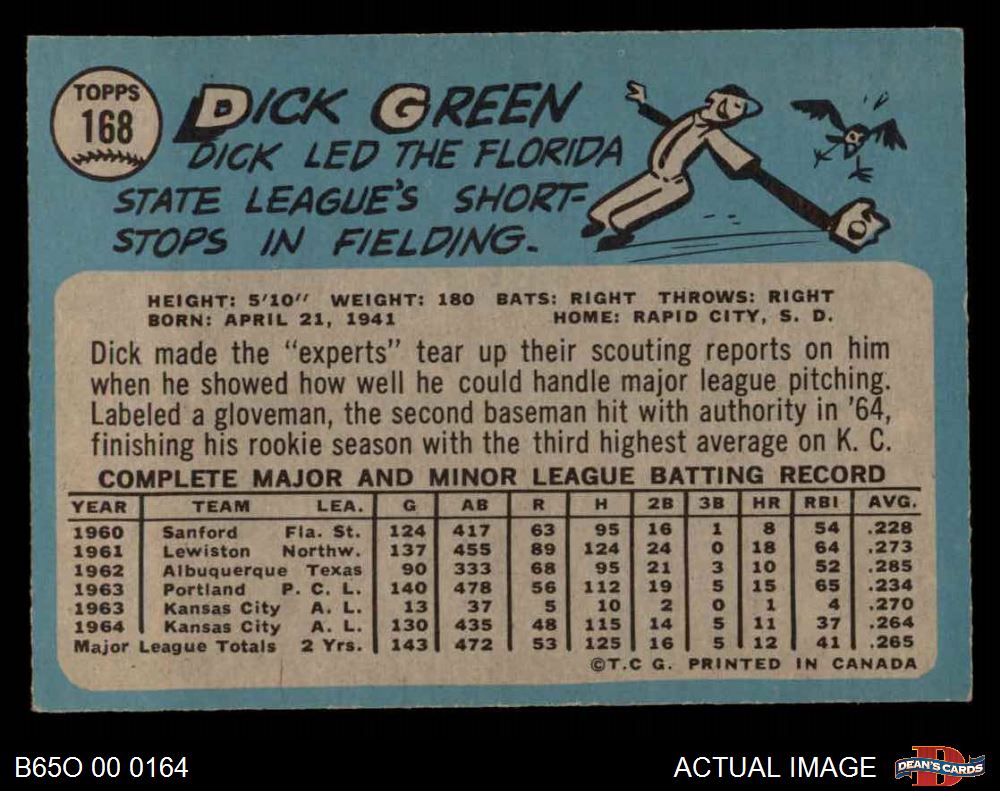 TOPPS
168
DICK GREEN
DICK LED THE FLORIDA
STATE LEAGUE'S SHORT-
STOPS IN FIELDING.
HEIGHT: 5'10" WEIGHT: 180 BATS: RIGHT THROWS: RIGHT
BORN: APRIL 21, 1941 HOME: RAPID CITY, S. D.
Dick made the "experts" tear up their scouting reports on him
when he showed how well he could handle major league pitching.
Labeled a gloveman, the second baseman hit with authority in '64,
finishing his rookie season with the third highest average on K. C.
COMPLETE MAJOR AND MINOR LEAGUE BATTING RECORD
YEAR TEAM LEA. G AB R H 2B 3B HR RBI AVG.
1960 Sanford Fla. St. 124 417 63 95 16 1 8 54 .228
1961 Lewiston Northw. 137 455 89 124 24 0 18 64 .273
1962 Albuquerque Texas 90 333 68 95 21 3 10 52 .285
1963 Portland P. C. L. 140 478 56 112 19 5 15 65 .234
1963 Kansas City A. L. 13 37 5 10 2 0 1 4 .270
1964 Kansas City A. L. 130 435 48 115 14 5 11 37 .264
Major League Totals 2 Yrs. 143 472 53 125 16 5 12 41 .265
©T.C G. PRINTED IN CANADA
B65O 00 0164
ACTUAL IMAGE
D
DEAN'S CARDS